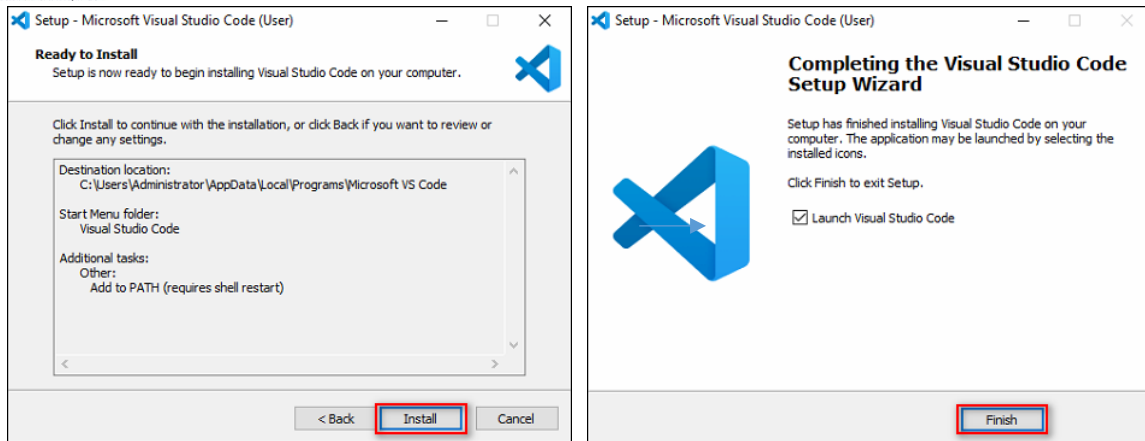 Setup - Microsoft Visual Studio Code (User)
Ready to Install
Setup is now ready to begin installing Visual Studio Code on your computer.
Click Install to continue with the installation, or click Back if you want to review or
change any settings.
Destination location:
C:\Users\Administrator\AppData\Local\Programs\Microsoft VS Code
Start Menu folder:
Visual Studio Code
Additional tasks:
Other:
Add to PATH (requires shell restart)
< Back
Install
Cancel
Setup - Microsoft Visual Studio Code (User)
Completing the Visual Studio Code
Setup Wizard
Setup has finished installing Visual Studio Code on your
computer. The application may be launched by selecting the
installed icons.
Click Finish to exit Setup.
Launch Visual Studio Code
Finish